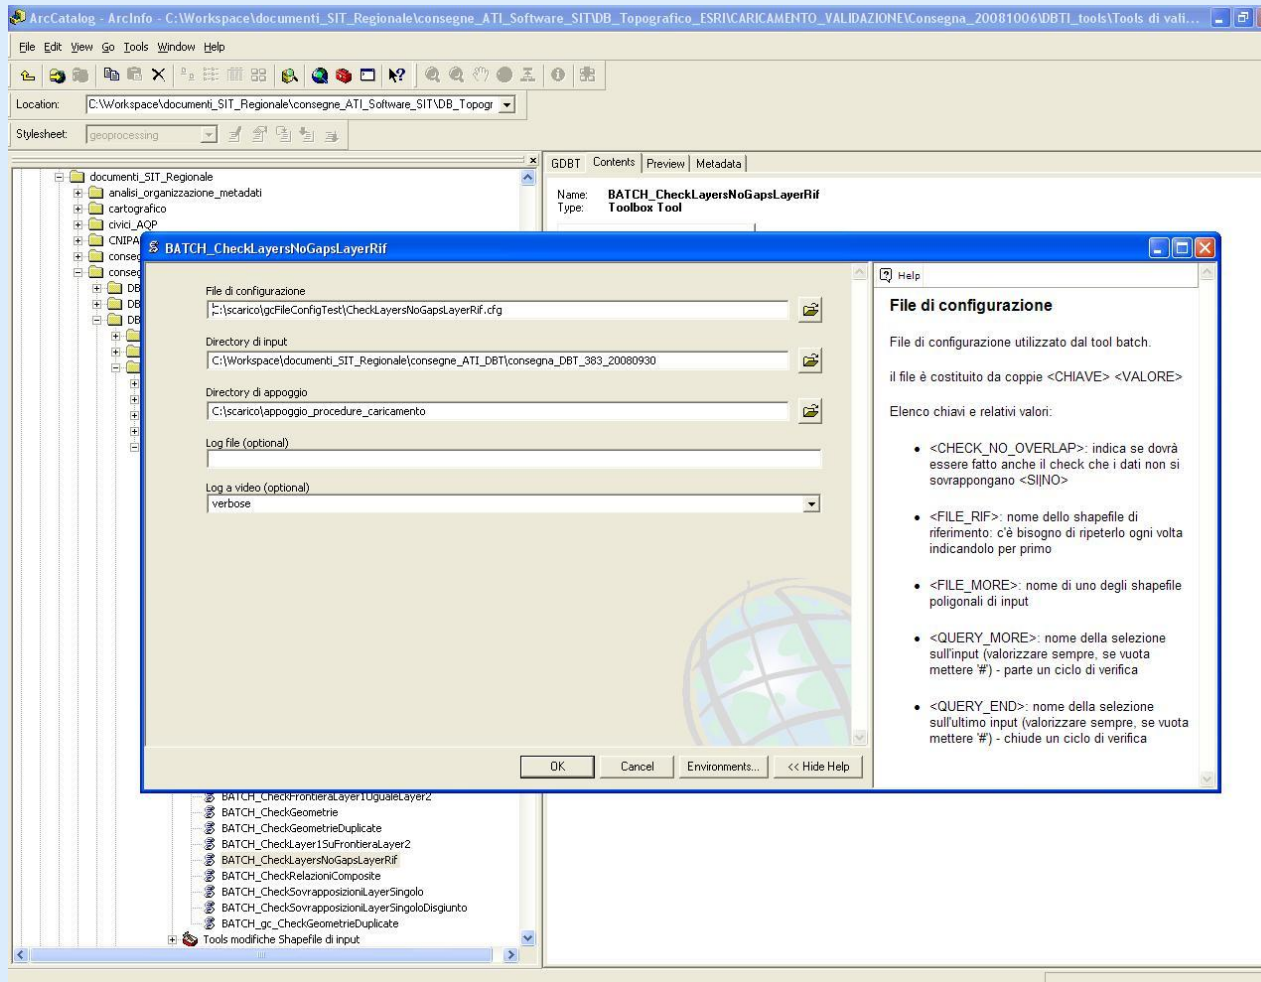 ArcCatalog - ArcInfo - C:\Workspace\documenti_SIT_Regionale\consegne_ATI_Software_SIT\DB_Topografico_ESRI\CARICAMENTO_VALIDAZIONE\Consegna_20081006\DBTI_tools\Tools di vali...
File Edit View Go Tools Window Help
Location: C:\Workspace\documenti_SIT_Regionale\consegne_ATI_Software_SIT\DB_Topogr
Stylesheet: geoprocessing
GDBT Contents Preview Metadata
documenti_SIT_Regionale
analisi_organizzazione_metadati
cartografico
civici_AQP
CNIPA
conseg
conseg
DB
DB
DB
Name: BATCH_CheckLayersNoGapsLayerRif
Type: Toolbox Tool
BATCH_CheckLayersNoGapsLayerRif
File di configurazione
C:\scarico\gcFileConfigTest\CheckLayersNoGapsLayerRif.cfg
Directory di input
C:\Workspace\documenti_SIT_Regionale\consegne_ATI_DBT\consegna_DBT_383_20080930
Directory di appoggio
C:\scarico\appoggio_procedure_caricamento
Log file (optional)
Log a video (optional)
verbose
OK Cancel Environments... << Hide Help
Help
File di configurazione
File di configurazione utilizzato dal tool batch.
il file è costituito da coppie <CHIAVE> <VALORE>
Elenco chiavi e relativi valori:
• <CHECK_NO_OVERLAP>: indica se dovrà
essere fatto anche il check che i dati non si
sovrappongano <SI|NO>
• <FILE_RIF>: nome dello shapefile di
riferimento: c'è bisogno di ripeterlo ogni volta
indicandolo per primo
• <FILE_MORE>: nome di uno degli shapefile
poligonali di input
• <QUERY_MORE>: nome della selezione
sull'input (valorizzare sempre, se vuota
mettere '#') - parte un ciclo di verifica
• <QUERY_END>: nome della selezione
sull'ultimo input (valorizzare sempre, se vuota
mettere '#') - chiude un ciclo di verifica
BATCH_CheckFrontieraLayer1UgualeLayer2
BATCH_CheckGeometrie
BATCH_CheckGeometrieDuplicate
BATCH_CheckLayer1SuFrontieraLayer2
BATCH_CheckLayersNoGapsLayerRif
BATCH_CheckRelazioniComposite
BATCH_CheckSovrapposizioniLayerSingolo
BATCH_CheckSovrapposizioniLayerSingoloDisgiunto
BATCH_gc_CheckGeometrieDuplicate
Tools modifiche Shapefile di input